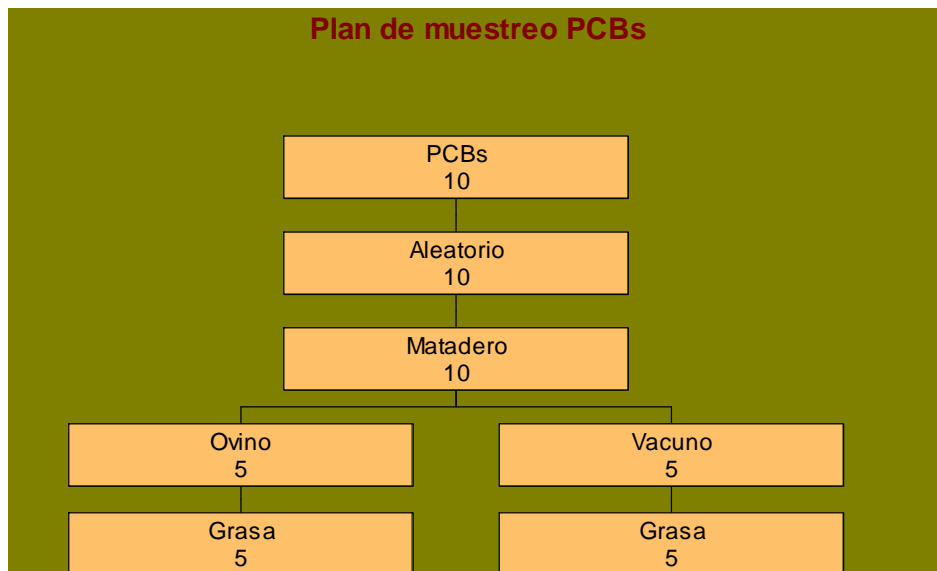 Plan de muestreo PCBs
PCBs
10
Aleatorio
10
Matadero
10
Ovino
5
Vacuno
5
Grasa
5
Grasa
5